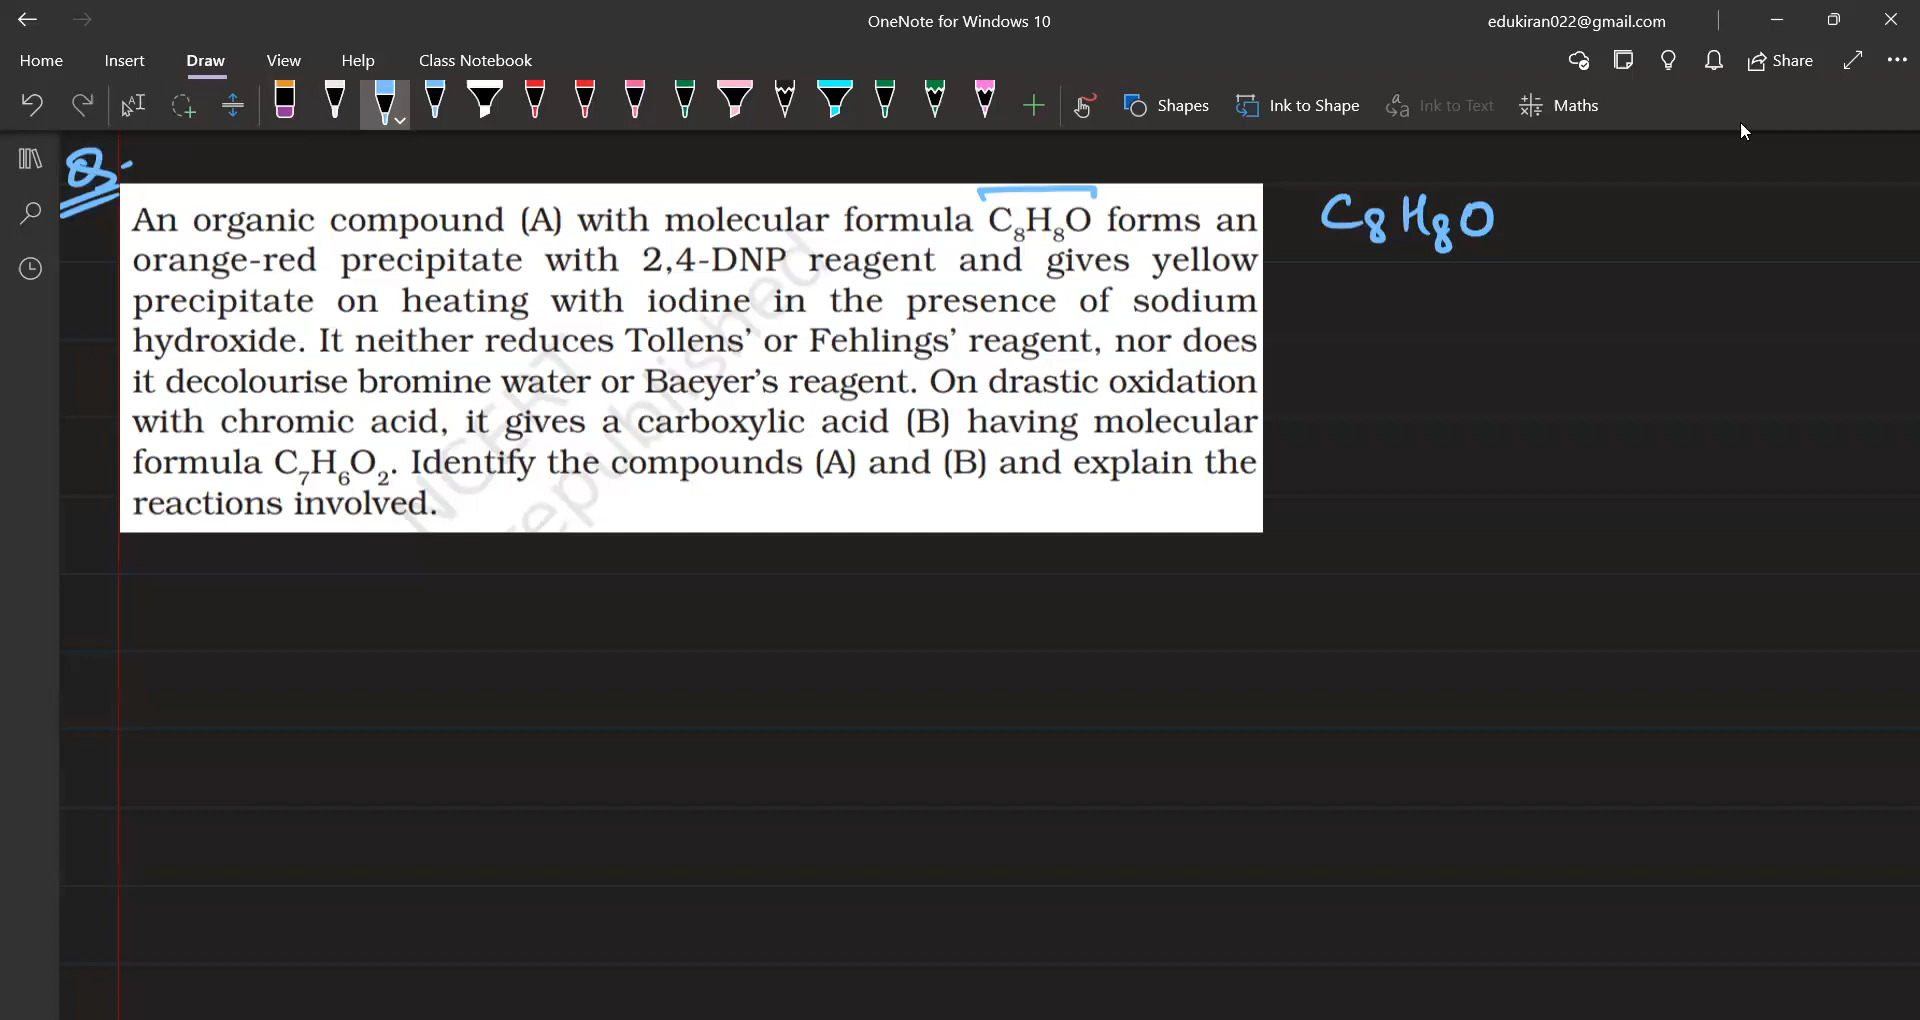 OneNote for Windows 10
edukiran022@gmail.com
Home Insert Draw View Help Class Notebook
Share
Shapes Ink to Shape Ink to Text Maths
Q.
An organic compound (A) with molecular formula C₈H₈O forms an
orange-red precipitate with 2,4-DNP reagent and gives yellow
precipitate on heating with iodine in the presence of sodium
hydroxide. It neither reduces Tollens’ or Fehlings’ reagent, nor does
it decolourise bromine water or Baeyer’s reagent. On drastic oxidation
with chromic acid, it gives a carboxylic acid (B) having molecular
formula C₇H₆O₂. Identify the compounds (A) and (B) and explain the
reactions involved.
C₈H₈O
NCERT
republished